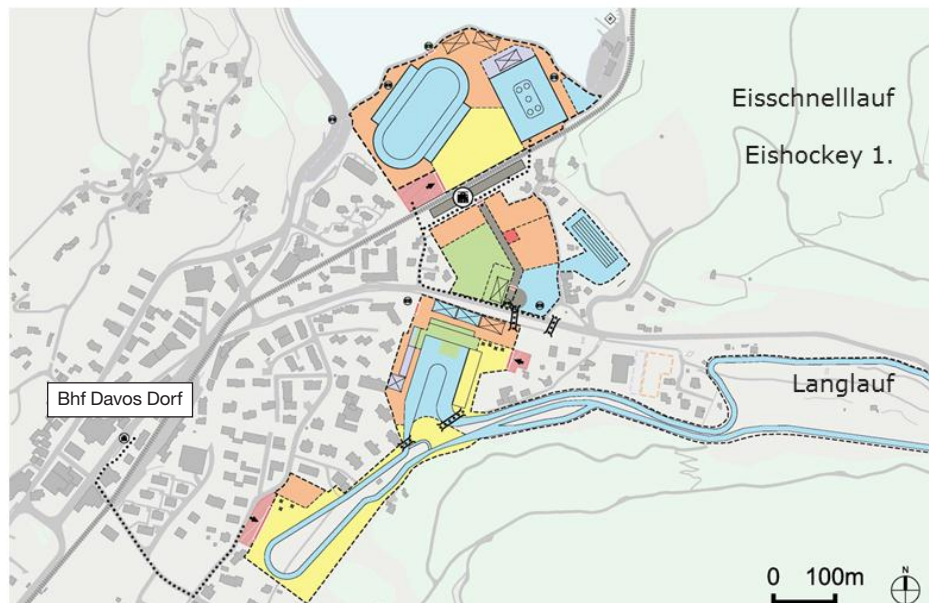 Eisschnelllauf
Eishockey 1.
Langlauf
Bhf Davos Dorf
0 100m
N